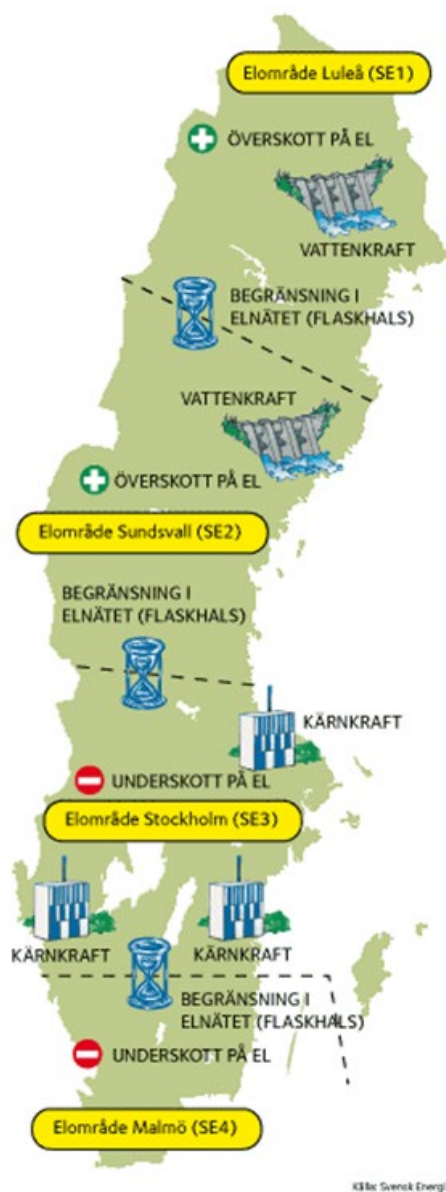 Elområde Luleå (SE1)
ÖVERSKOTT PÅ EL
VATTENKRAFT
BEGRÄNSNING I
ELNÄTET (FLASKHALS)
VATTENKRAFT
ÖVERSKOTT PÅ EL
Elområde Sundsvall (SE2)
BEGRÄNSNING I
ELNÄTET (FLASKHALS)
KÄRNKRAFT
UNDERSKOTT PÅ EL
Elområde Stockholm (SE3)
KÄRNKRAFT
KÄRNKRAFT
BEGRÄNSNING I
ELNÄTET (FLASKHALS)
UNDERSKOTT PÅ EL
Elområde Malmö (SE4)
Källa: Svensk Energi